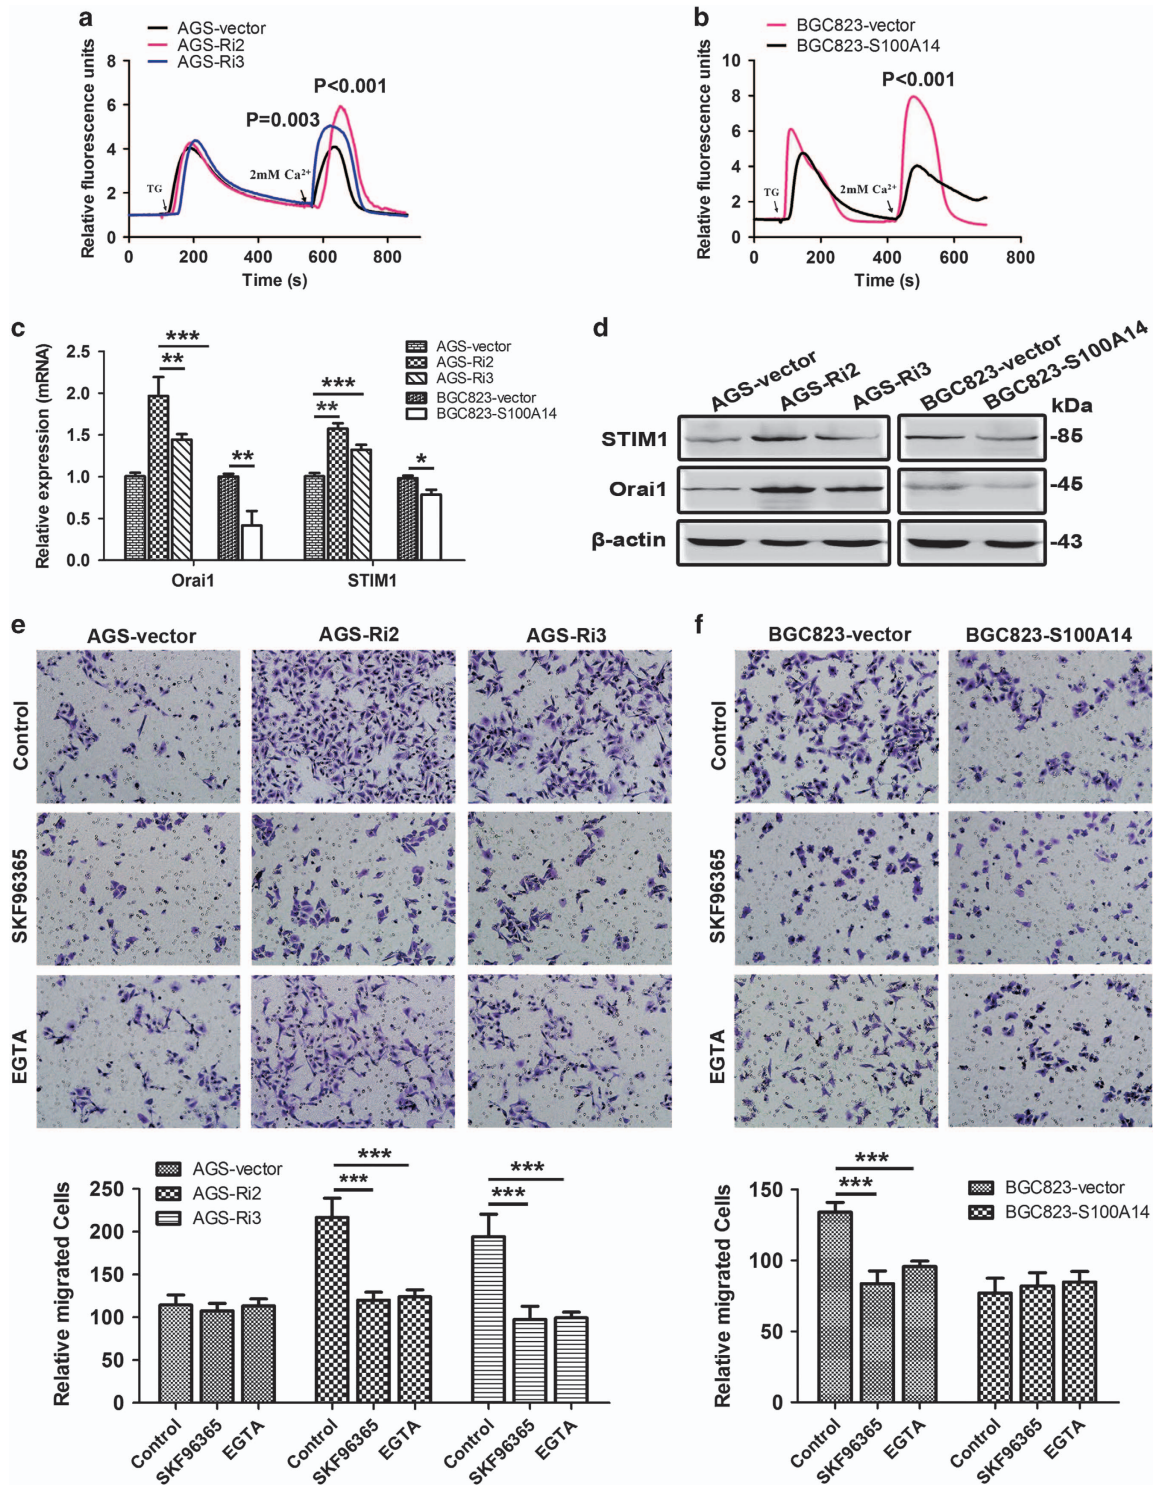 a
AGS-vector
AGS-Ri2
AGS-Ri3
Relative fluorescence units
8
6
4
2
0
P<0.001
P=0.003
TG
2mM Ca²⁺
0 200 400 600 800
Time (s)
b
BGC823-vector
BGC823-S100A14
Relative fluorescence units
10
8
6
4
2
0
P<0.001
TG
2mM Ca²⁺
0 200 400 600 800
Time (s)
c
Relative expression (mRNA)
2.5
2.0
1.5
1.0
0.5
0.0
***
**
**
***
**
*
AGS-vector
AGS-Ri2
AGS-Ri3
BGC823-vector
BGC823-S100A14
Orai1 STIM1
d
AGS-vector
AGS-Ri2
AGS-Ri3
BGC823-vector
BGC823-S100A14
kDa
STIM1 -85
Orai1 -45
β-actin -43
e
AGS-vector AGS-Ri2 AGS-Ri3
Control
SKF96365
EGTA
AGS-vector
AGS-Ri2
AGS-Ri3
Relative migrated Cells
250
200
150
100
50
0
***
***
***
***
Control SKF96365 EGTA Control SKF96365 EGTA Control SKF96365 EGTA
f
BGC823-vector BGC823-S100A14
Control
SKF96365
EGTA
Relative migrated Cells
150
100
50
0
***
***
BGC823-vector
BGC823-S100A14
Control SKF96365 EGTA Control SKF96365 EGTA